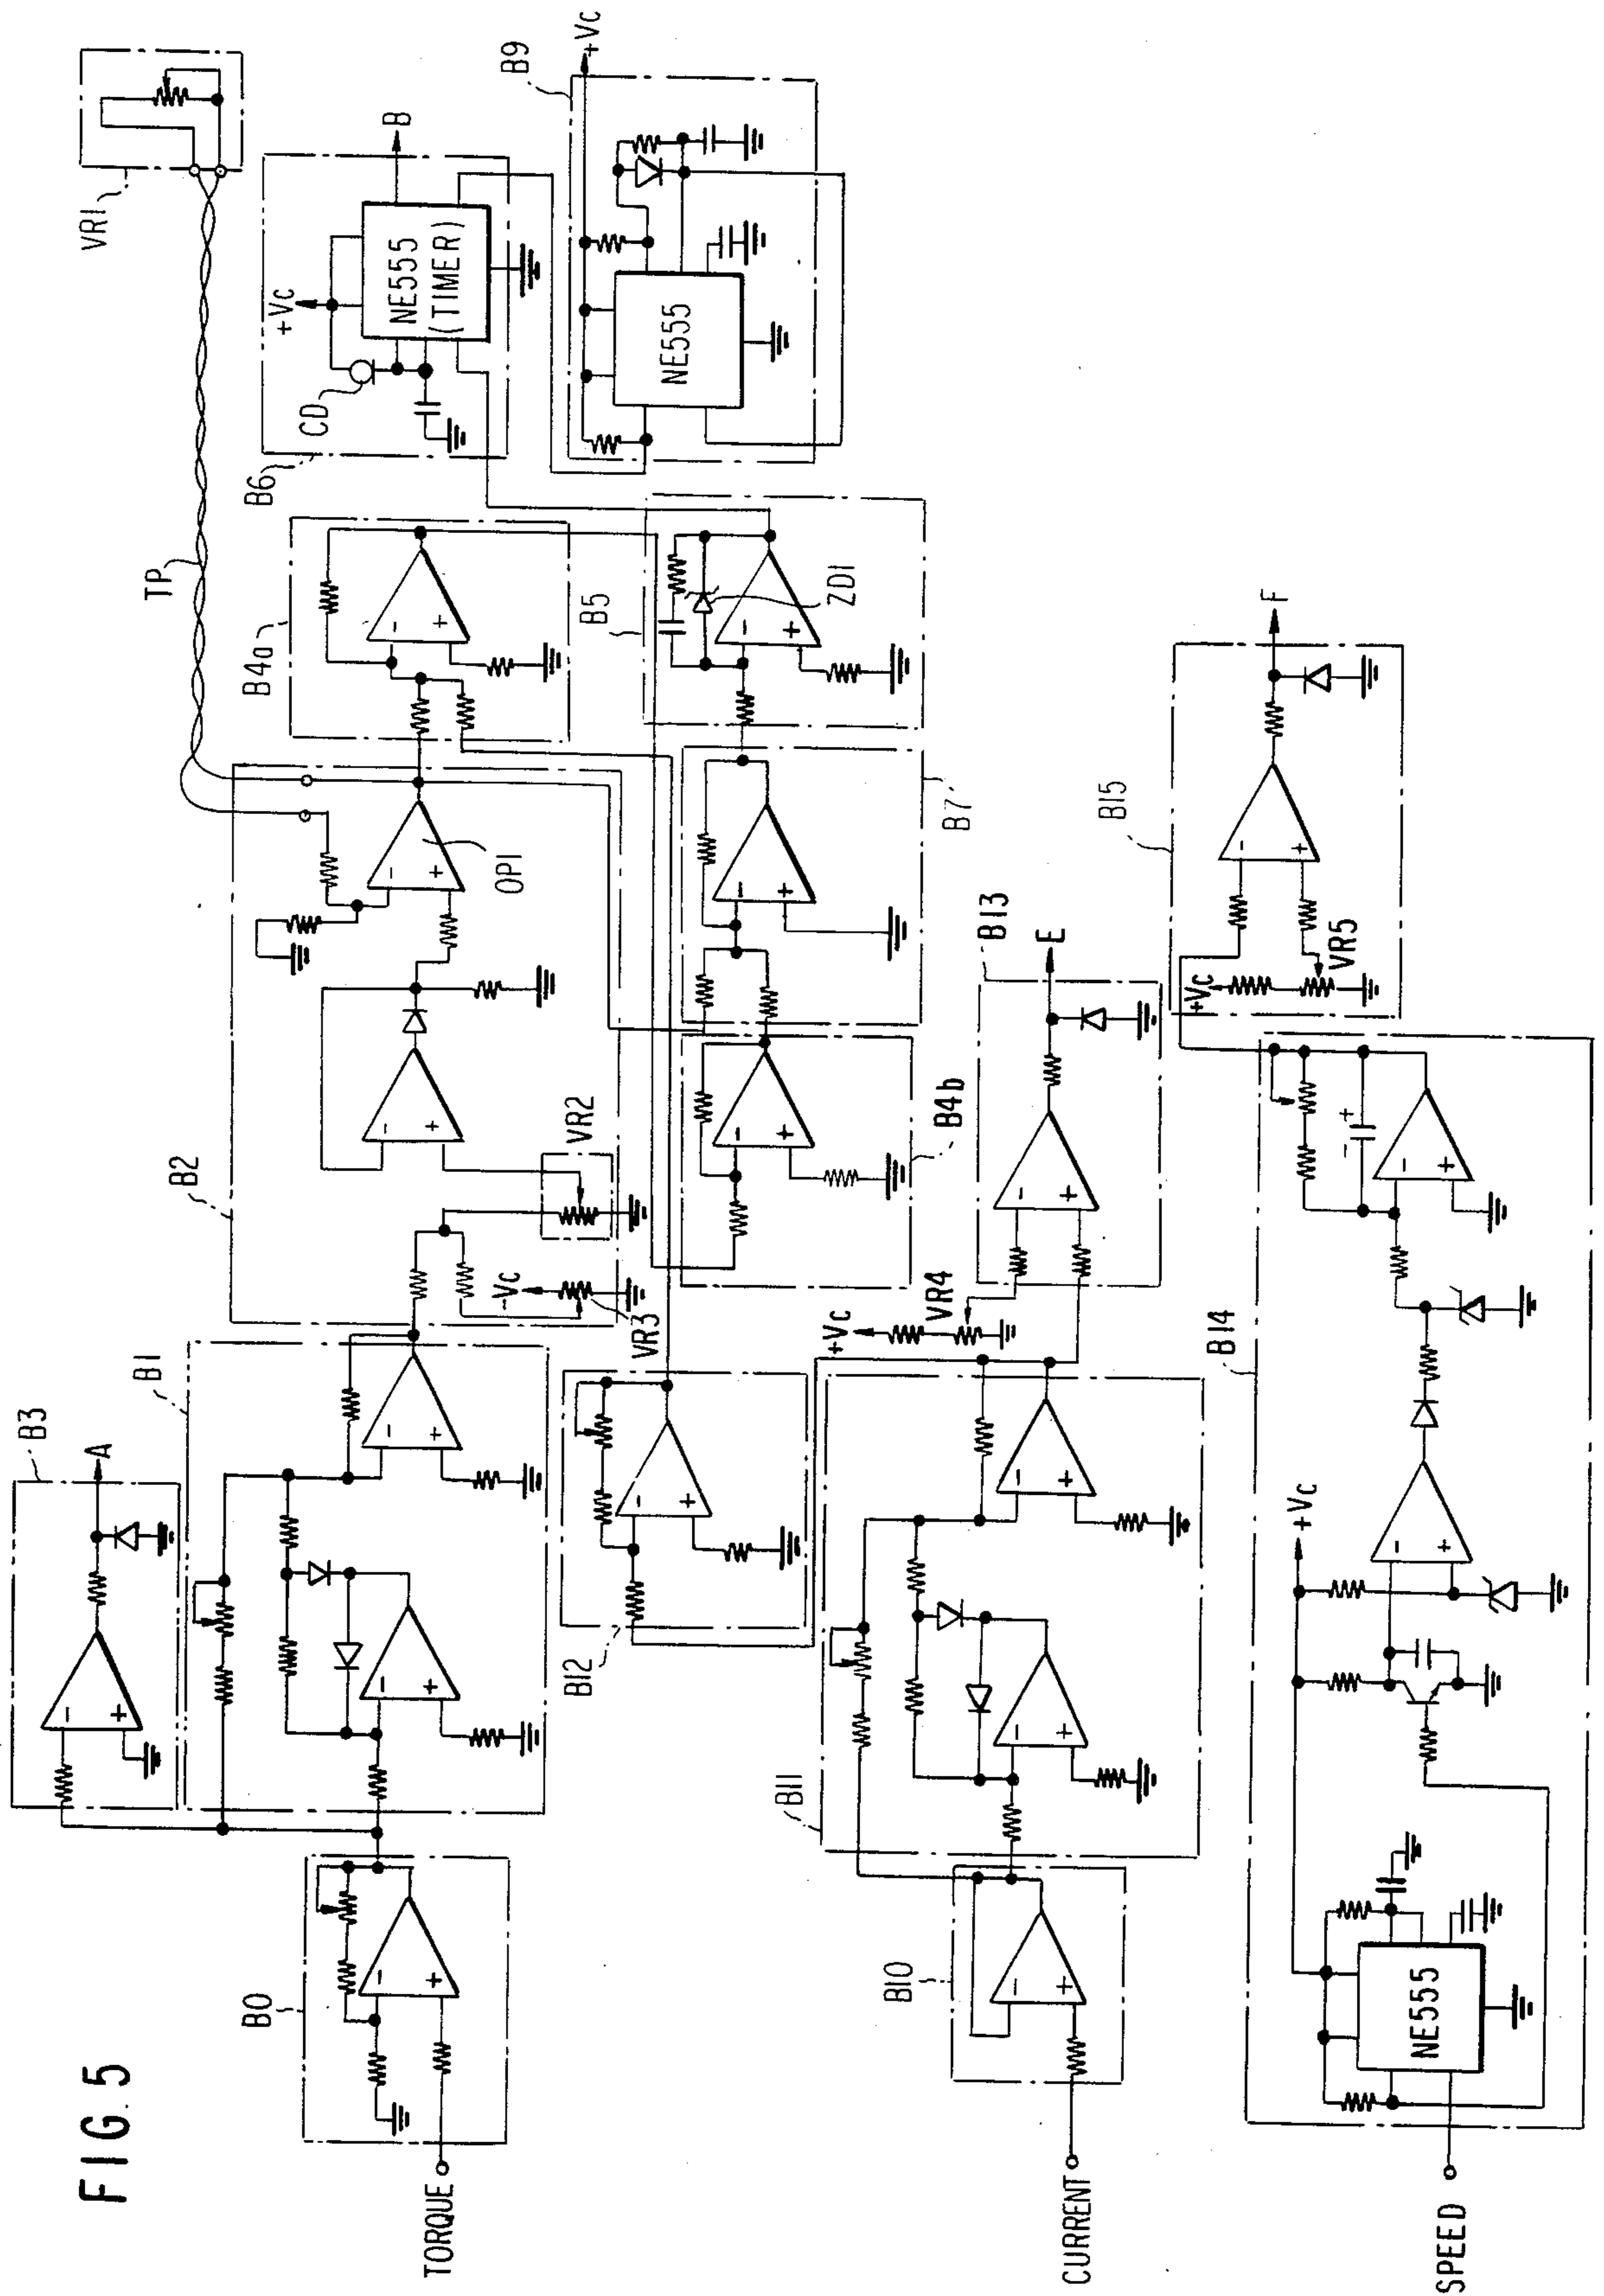 FIG. 5
VR1
TP
B6
CD
+Vc
NE555
(TIMER)
B
B9
+Vc
NE555
B4a
B5
ZD1
B2
OP1
VR2
-Vc
VR3
B7
B4b
B3
A
B1
B0
TORQUE
B12
B13
E
+Vc
VR4
B11
B10
CURRENT
B15
F
+Vc
VR5
B14
+Vc
NE555
SPEED